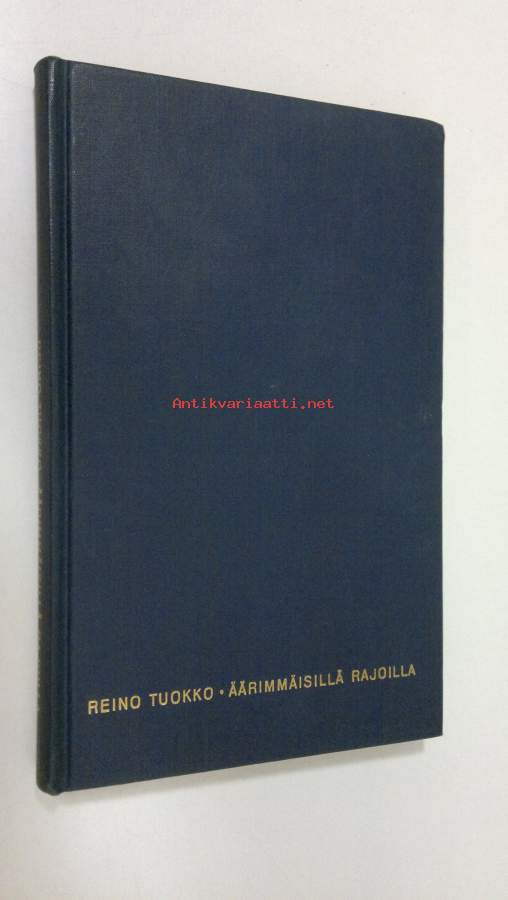 Antikvariaatti.net
REINO TUOKKO • ÄÄRIMMÄISILLÄ RAJOILLA